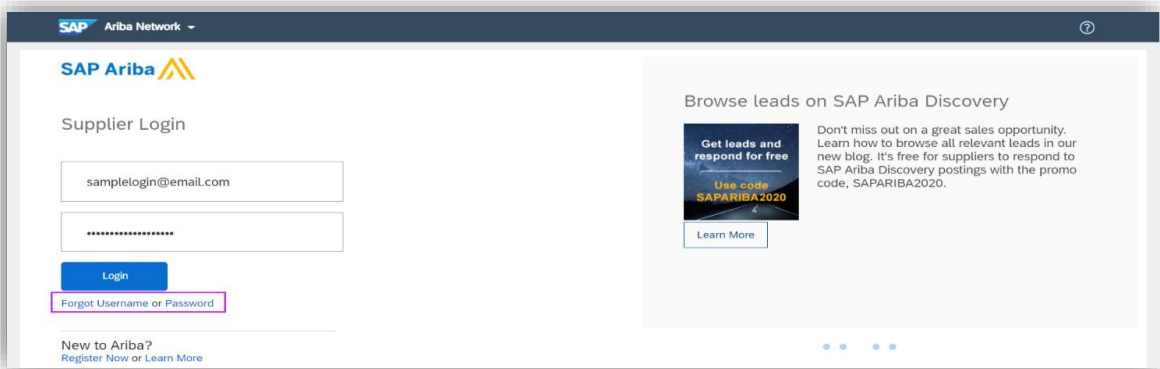 SAP Ariba Network
SAP Ariba
Supplier Login
samplelogin@email.com
Login
Forgot Username or Password
New to Ariba?
Register Now or Learn More
Browse leads on SAP Ariba Discovery
Get leads and
respond for free
Use code
SAPARIBA2020
Learn More
Don't miss out on a great sales opportunity.
Learn how to browse all relevant leads in our
new blog. It's free for suppliers to respond to
SAP Ariba Discovery postings with the promo
code, SAPARIBA2020.